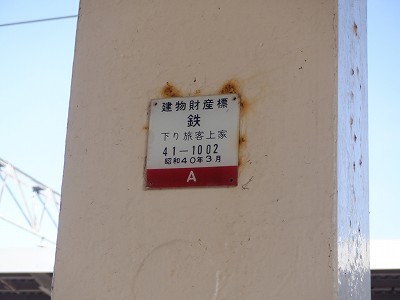 建物財産標
鉄
下り旅客上家
41-1002
昭和40年3月
A